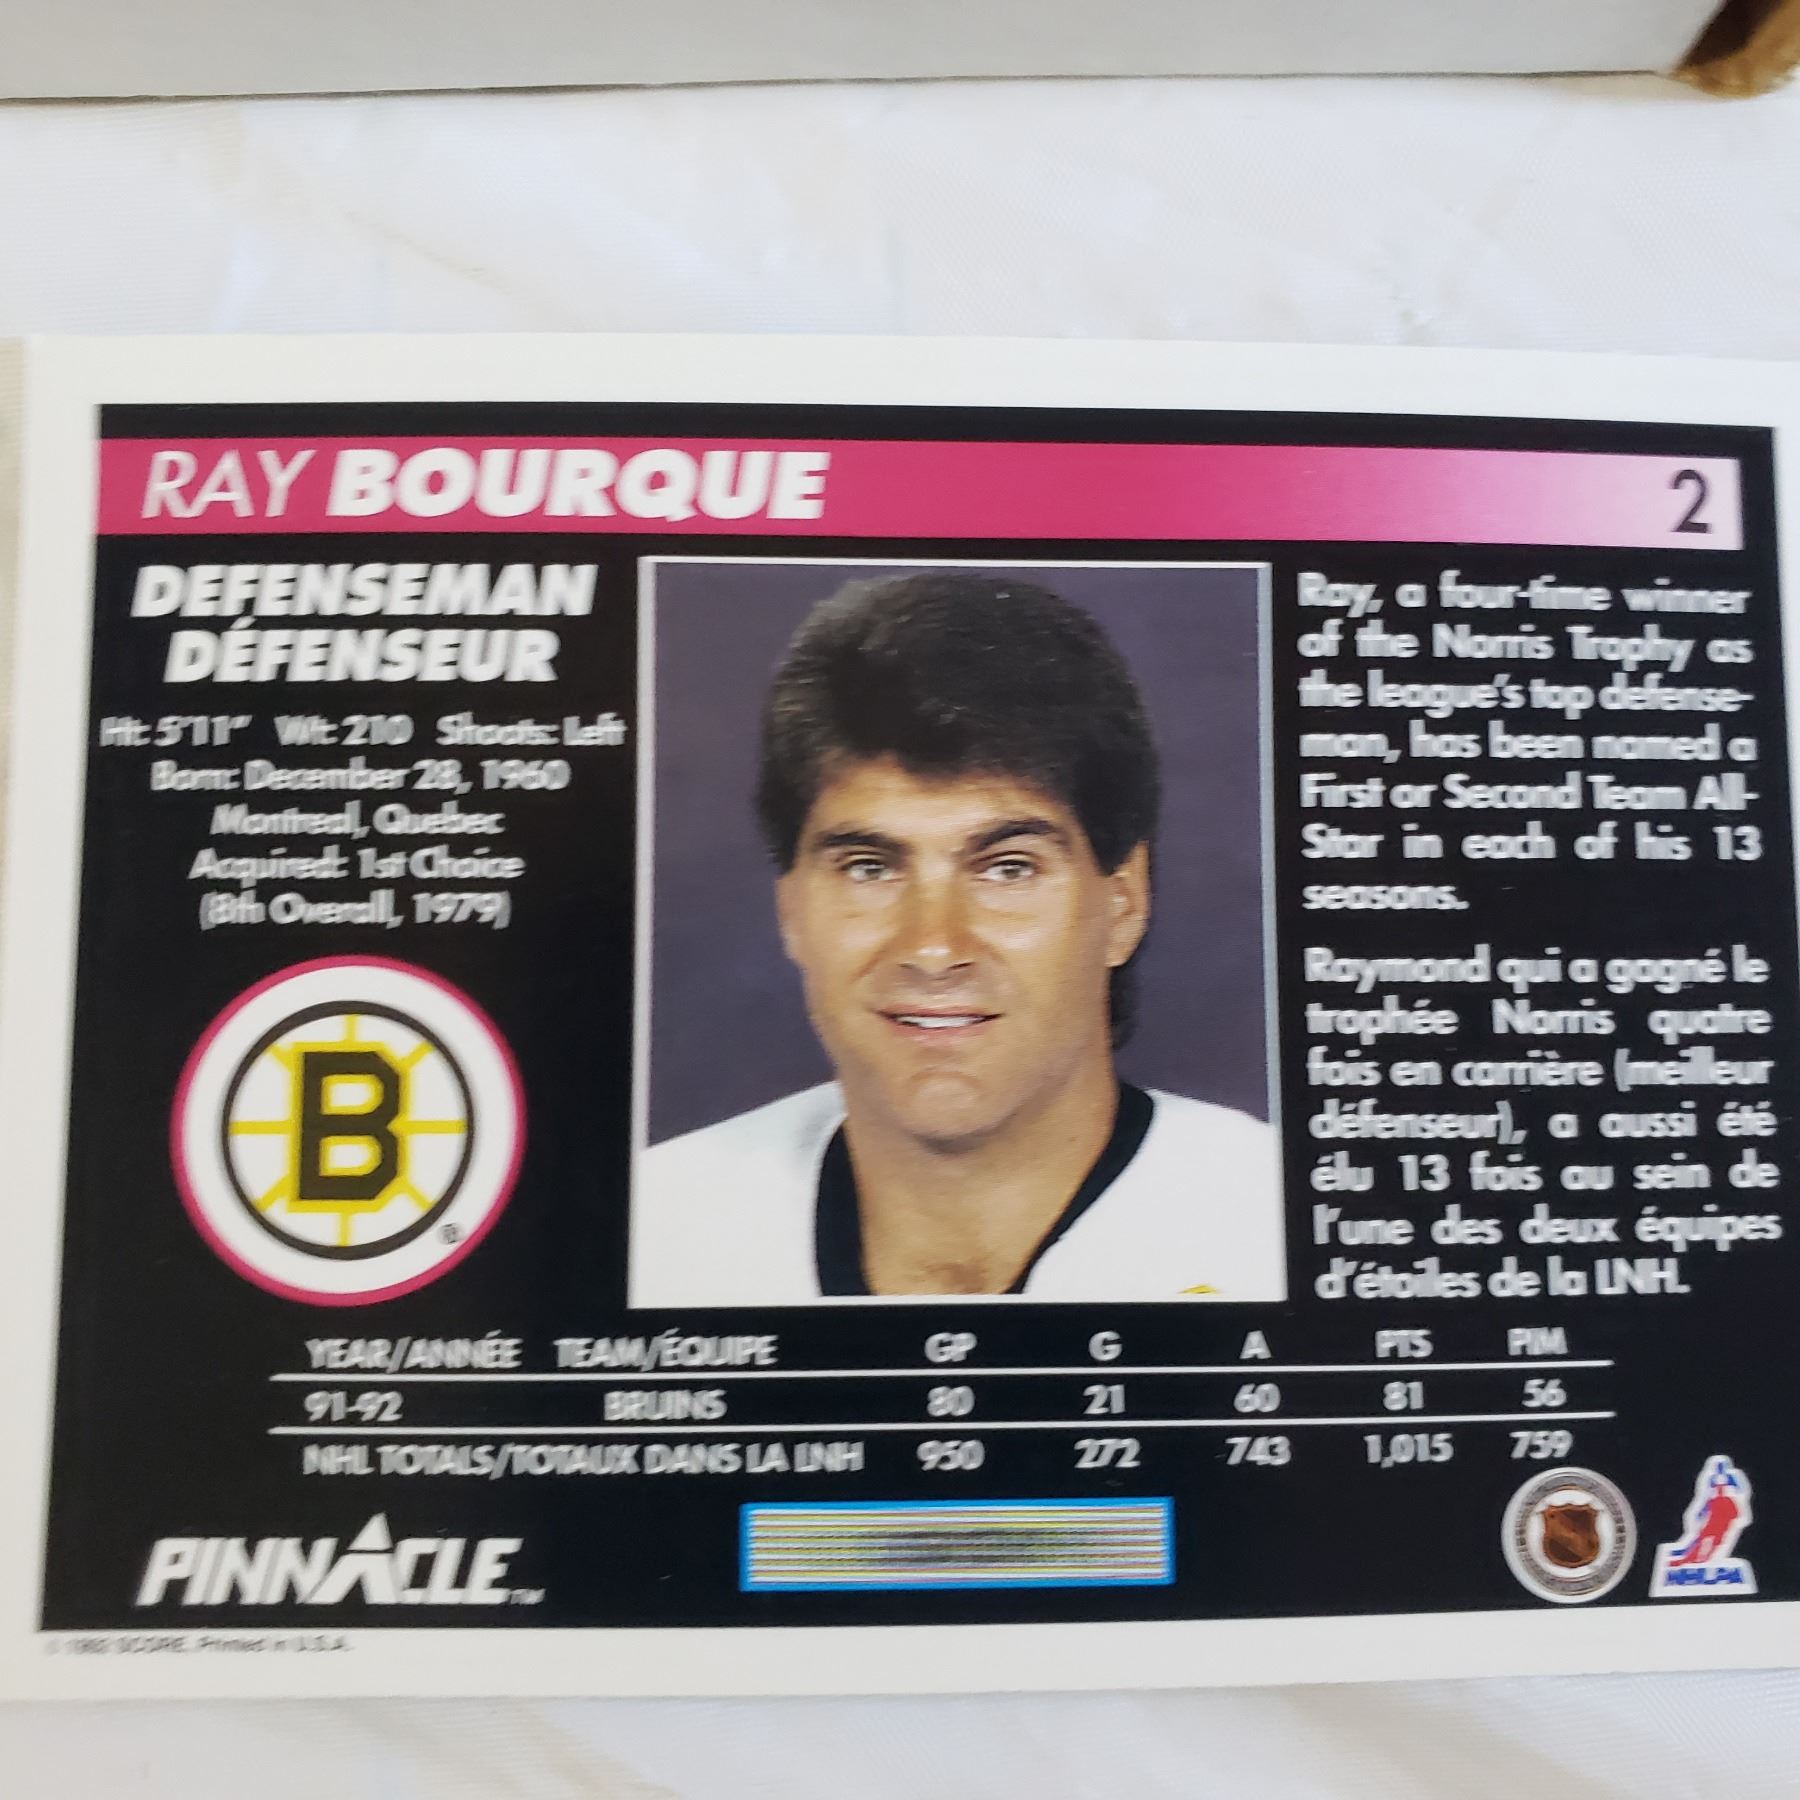 RAY BOURQUE
2
DEFENSEMAN
DÉFENSEUR
Ht: 5'11" Wt: 210 Shoots: Left
Born: December 28, 1960
Montreal, Quebec
Acquired: 1st Choice
(8th Overall, 1979)
B
®
Ray, a four-time winner
of the Norris Trophy as
the league's top defense-
man, has been named a
First or Second Team All-
Star in each of his 13
seasons.
Raymond qui a gagné le
trophée Norris quatre
fois en carrière (meilleur
défenseur), a aussi été
élu 13 fois au sein de
l'une des deux équipes
d'étoiles de la LNH.
YEAR/ANNÉE TEAM/ÉQUIPE GP G A PTS PIM
91-92 BRUINS 80 21 60 81 56
NHL TOTALS/TOTAUX DANS LA LNH 950 272 743 1,015 759
PINNACLE™
NHLPA
© 1992 SCORE, Printed in U.S.A.